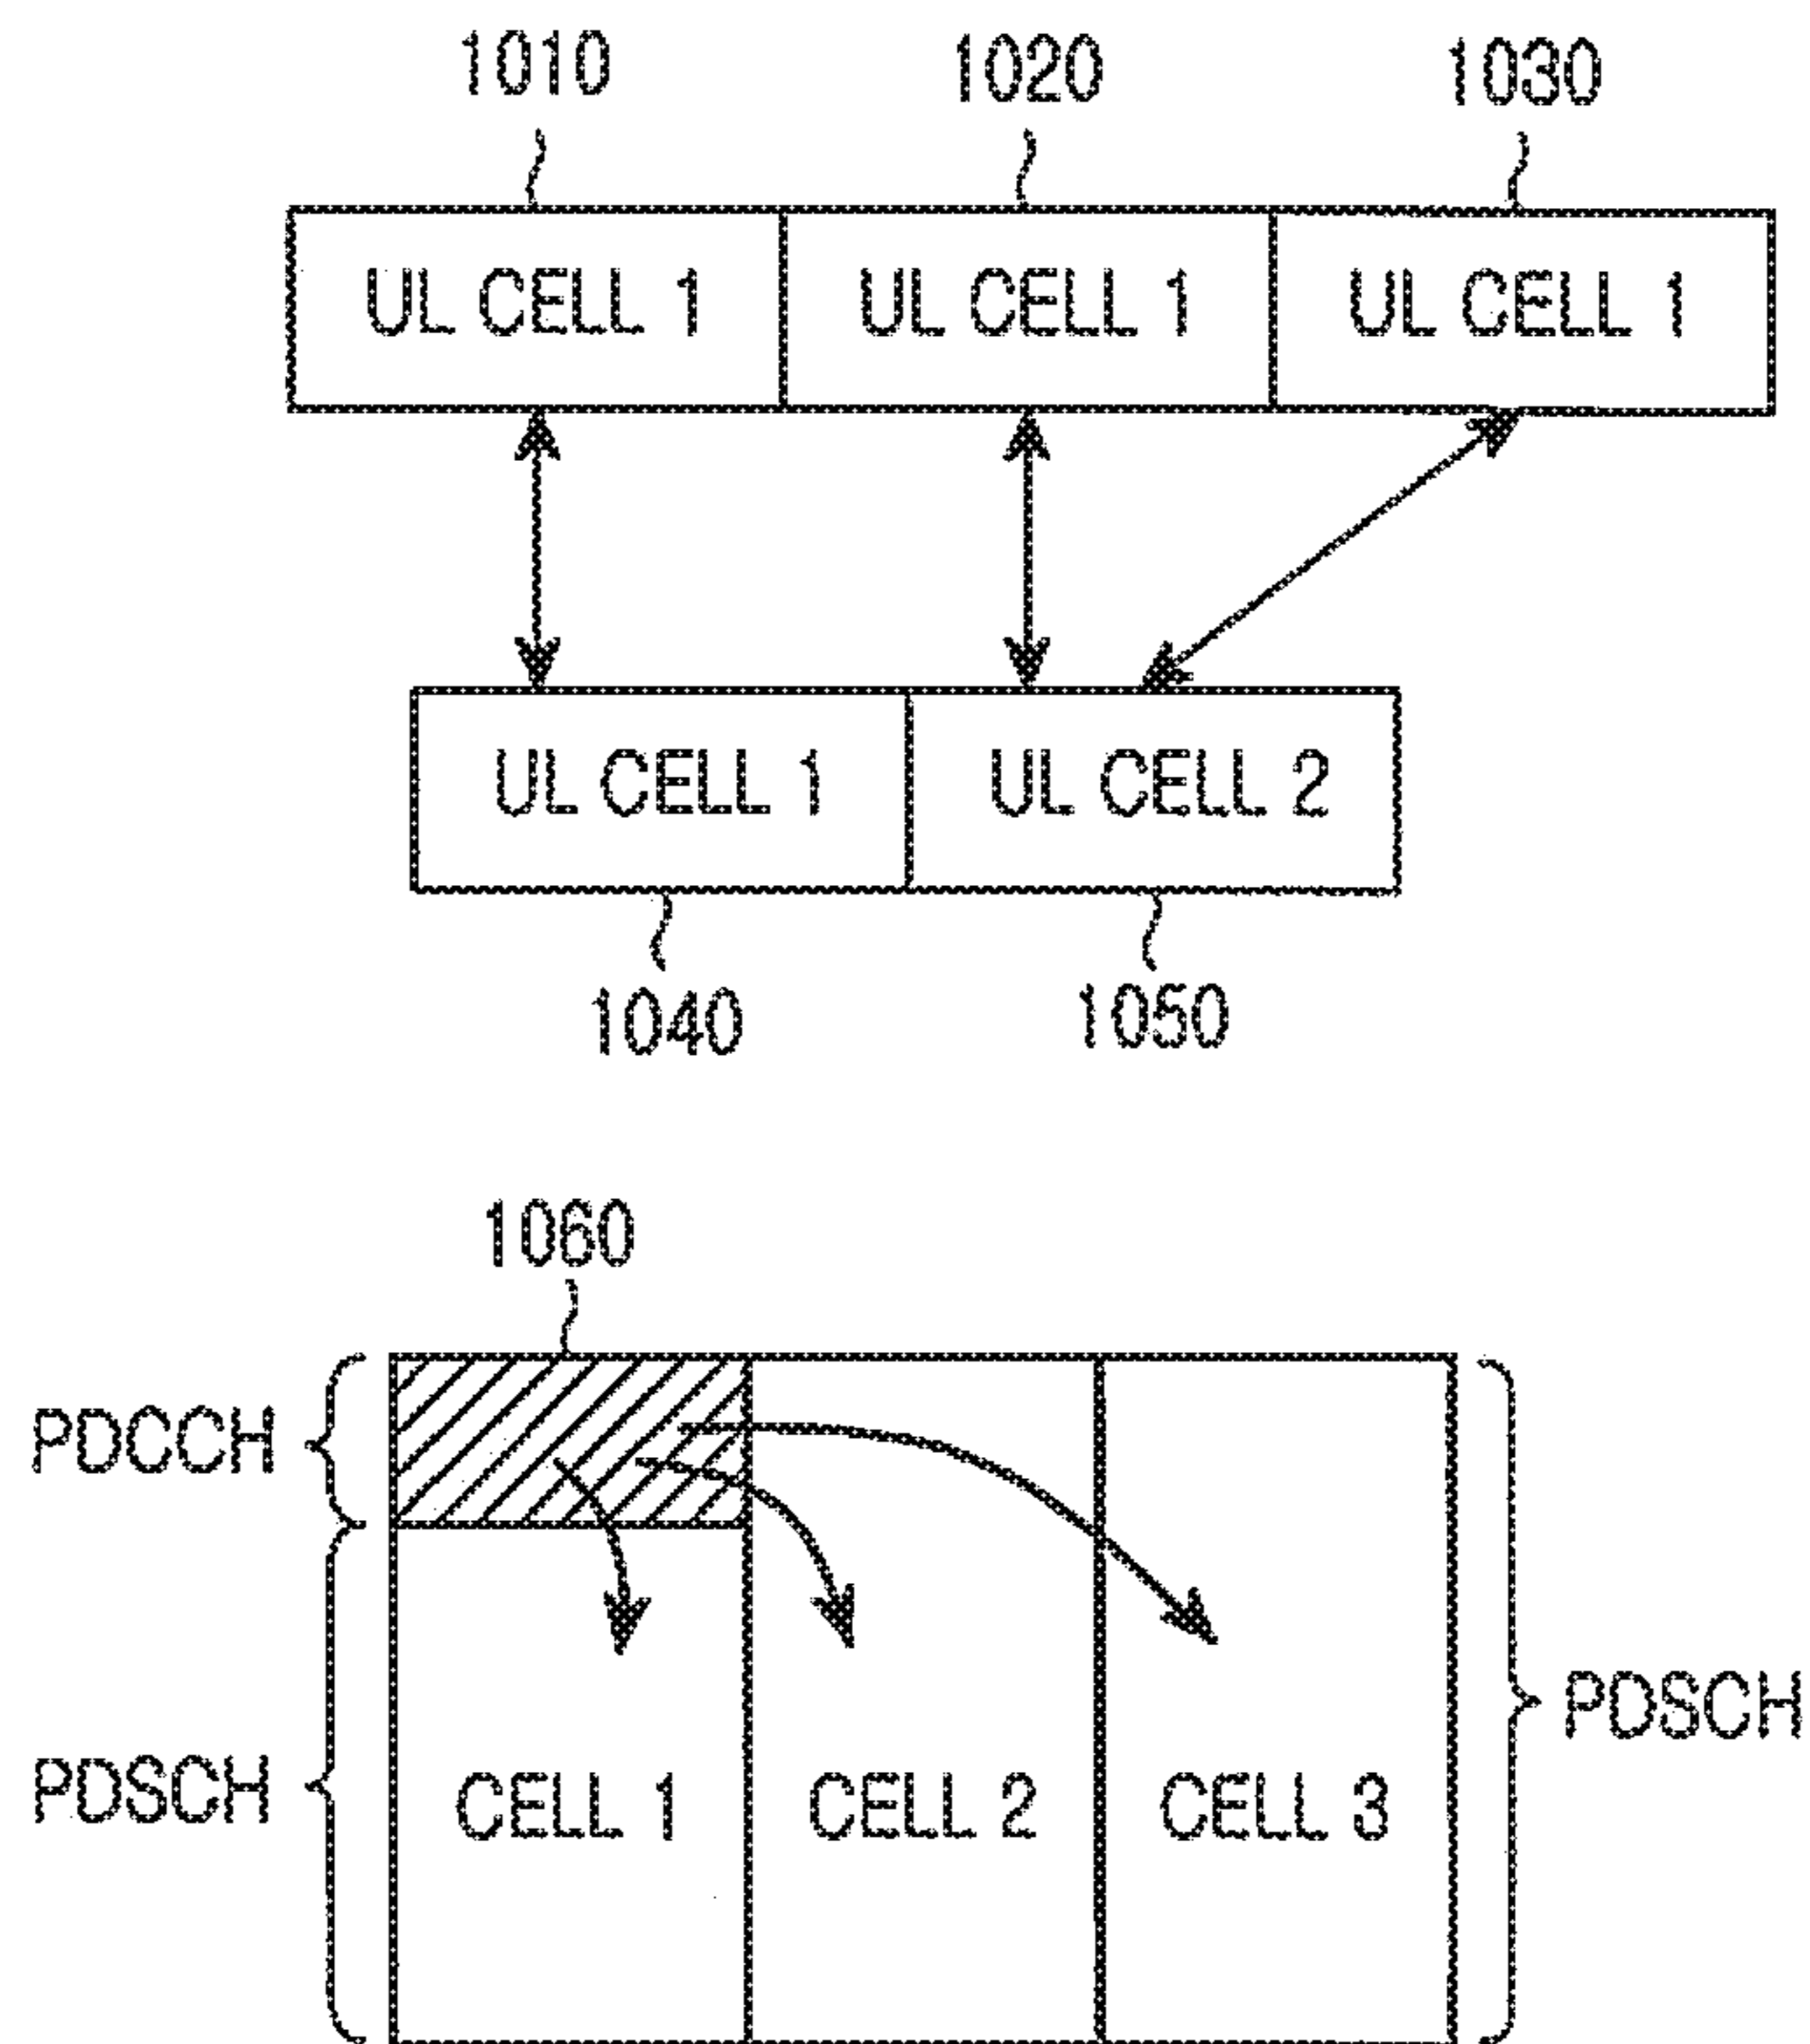 1010 1020 1030
UL CELL 1 UL CELL 1 UL CELL 1
UL CELL 1 UL CELL 2
1040 1050
1060
PDCCH
PDSCH
PDSCH
CELL 1 CELL 2 CELL 3